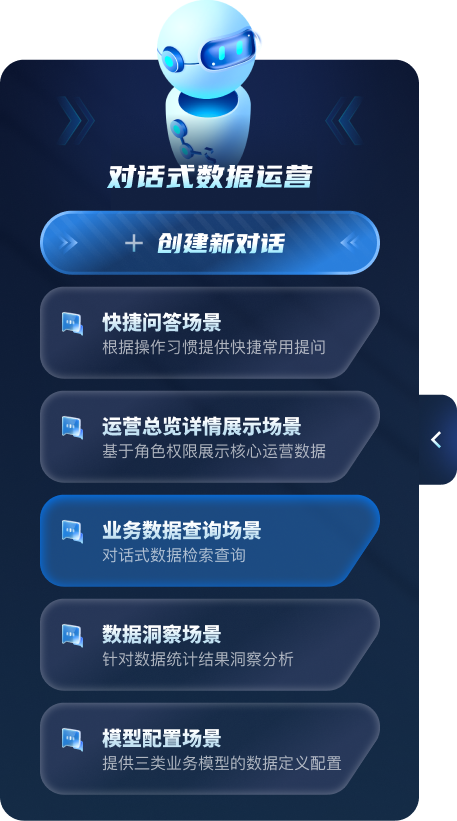 对话式数据运营
+ 创建新对话
快捷问答场景
根据操作习惯提供快捷常用提问
运营总览详情展示场景
基于角色权限展示核心运营数据
业务数据查询场景
对话式数据检索查询
数据洞察场景
针对数据统计结果洞察分析
模型配置场景
提供三类业务模型的数据定义配置